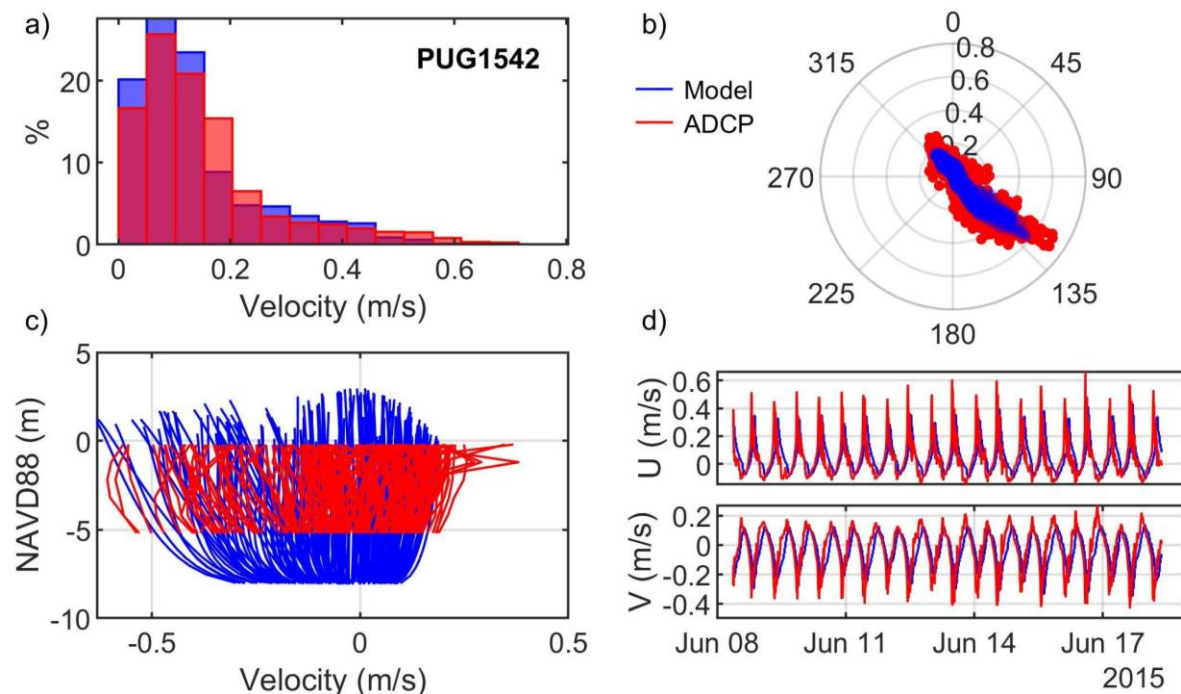 a)
PUG1542
%
20
10
0
0 0.2 0.4 0.6 0.8
Velocity (m/s)
b)
Model
ADCP
0
45
90
135
180
225
270
315
0.8
0.6
0.4
0.2
c)
NAVD88 (m)
5
0
-5
-10
-0.5 0 0.5
Velocity (m/s)
d)
U (m/s)
0.6
0.4
0.2
0
V (m/s)
0.2
0
-0.2
-0.4
Jun 08 Jun 11 Jun 14 Jun 17
2015